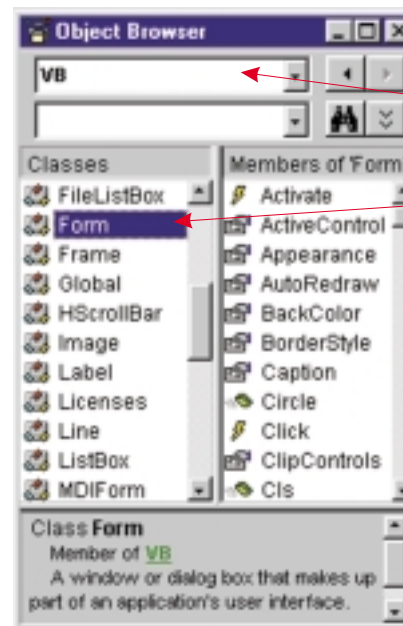 Object Browser
VB
Classes
Members of 'Form
FileListBox
Form
Frame
Global
HScrollBar
Image
Label
Licenses
Line
ListBox
MDIForm
Activate
ActiveControl
Appearance
AutoRedraw
BackColor
BorderStyle
Caption
Circle
Click
ClipControls
Cls
Class Form
Member of VB
A window or dialog box that makes up
part of an application's user interface.